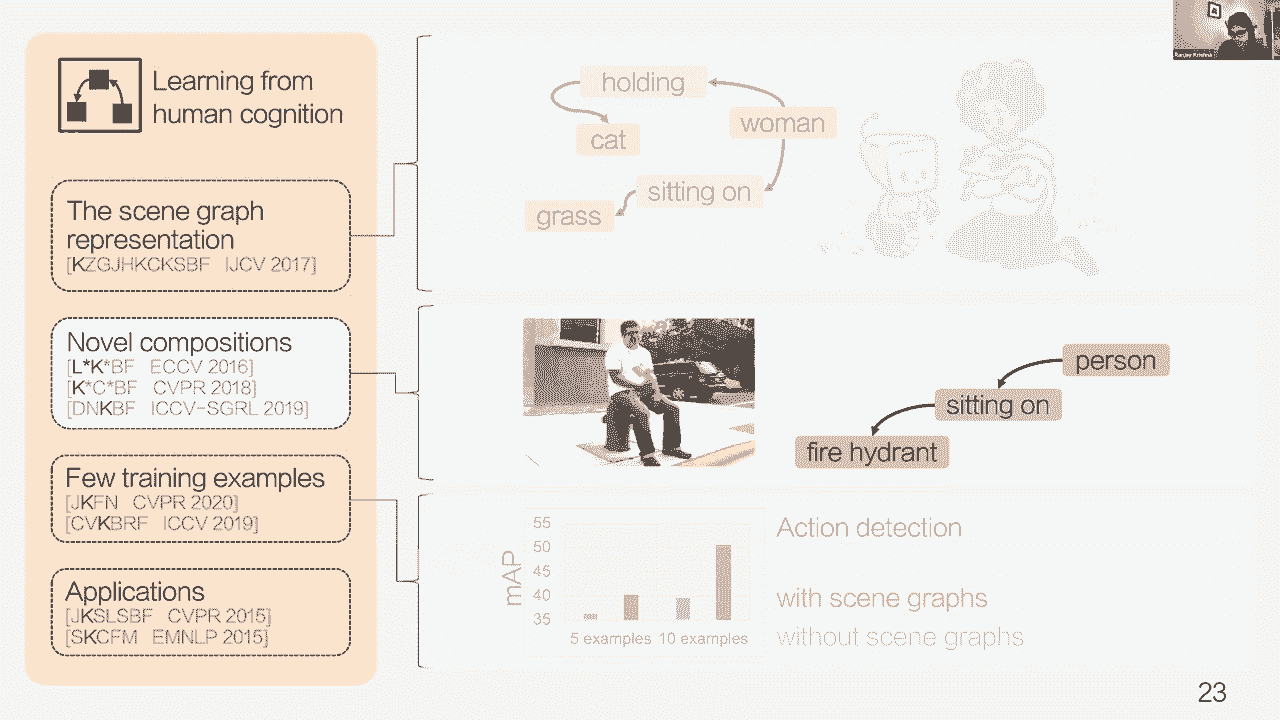 Learning from
human cognition
The scene graph
representation
[KZGJHKCKSBF IJCV 2017]
Novel compositions
[L*K*BF ECCV 2016]
[K*C*BF CVPR 2018]
[DNKBF ICCV-SGRL 2019]
Few training examples
[JKFN CVPR 2020]
[CVKBRF ICCV 2019]
Applications
[JKSLSBF CVPR 2015]
[SKCFM EMNLP 2015]
holding
woman
cat
sitting on
grass
person
sitting on
fire hydrant
mAP
55
50
45
40
35
5 examples 10 examples
Action detection
with scene graphs
without scene graphs
Ranjay Krishna
23